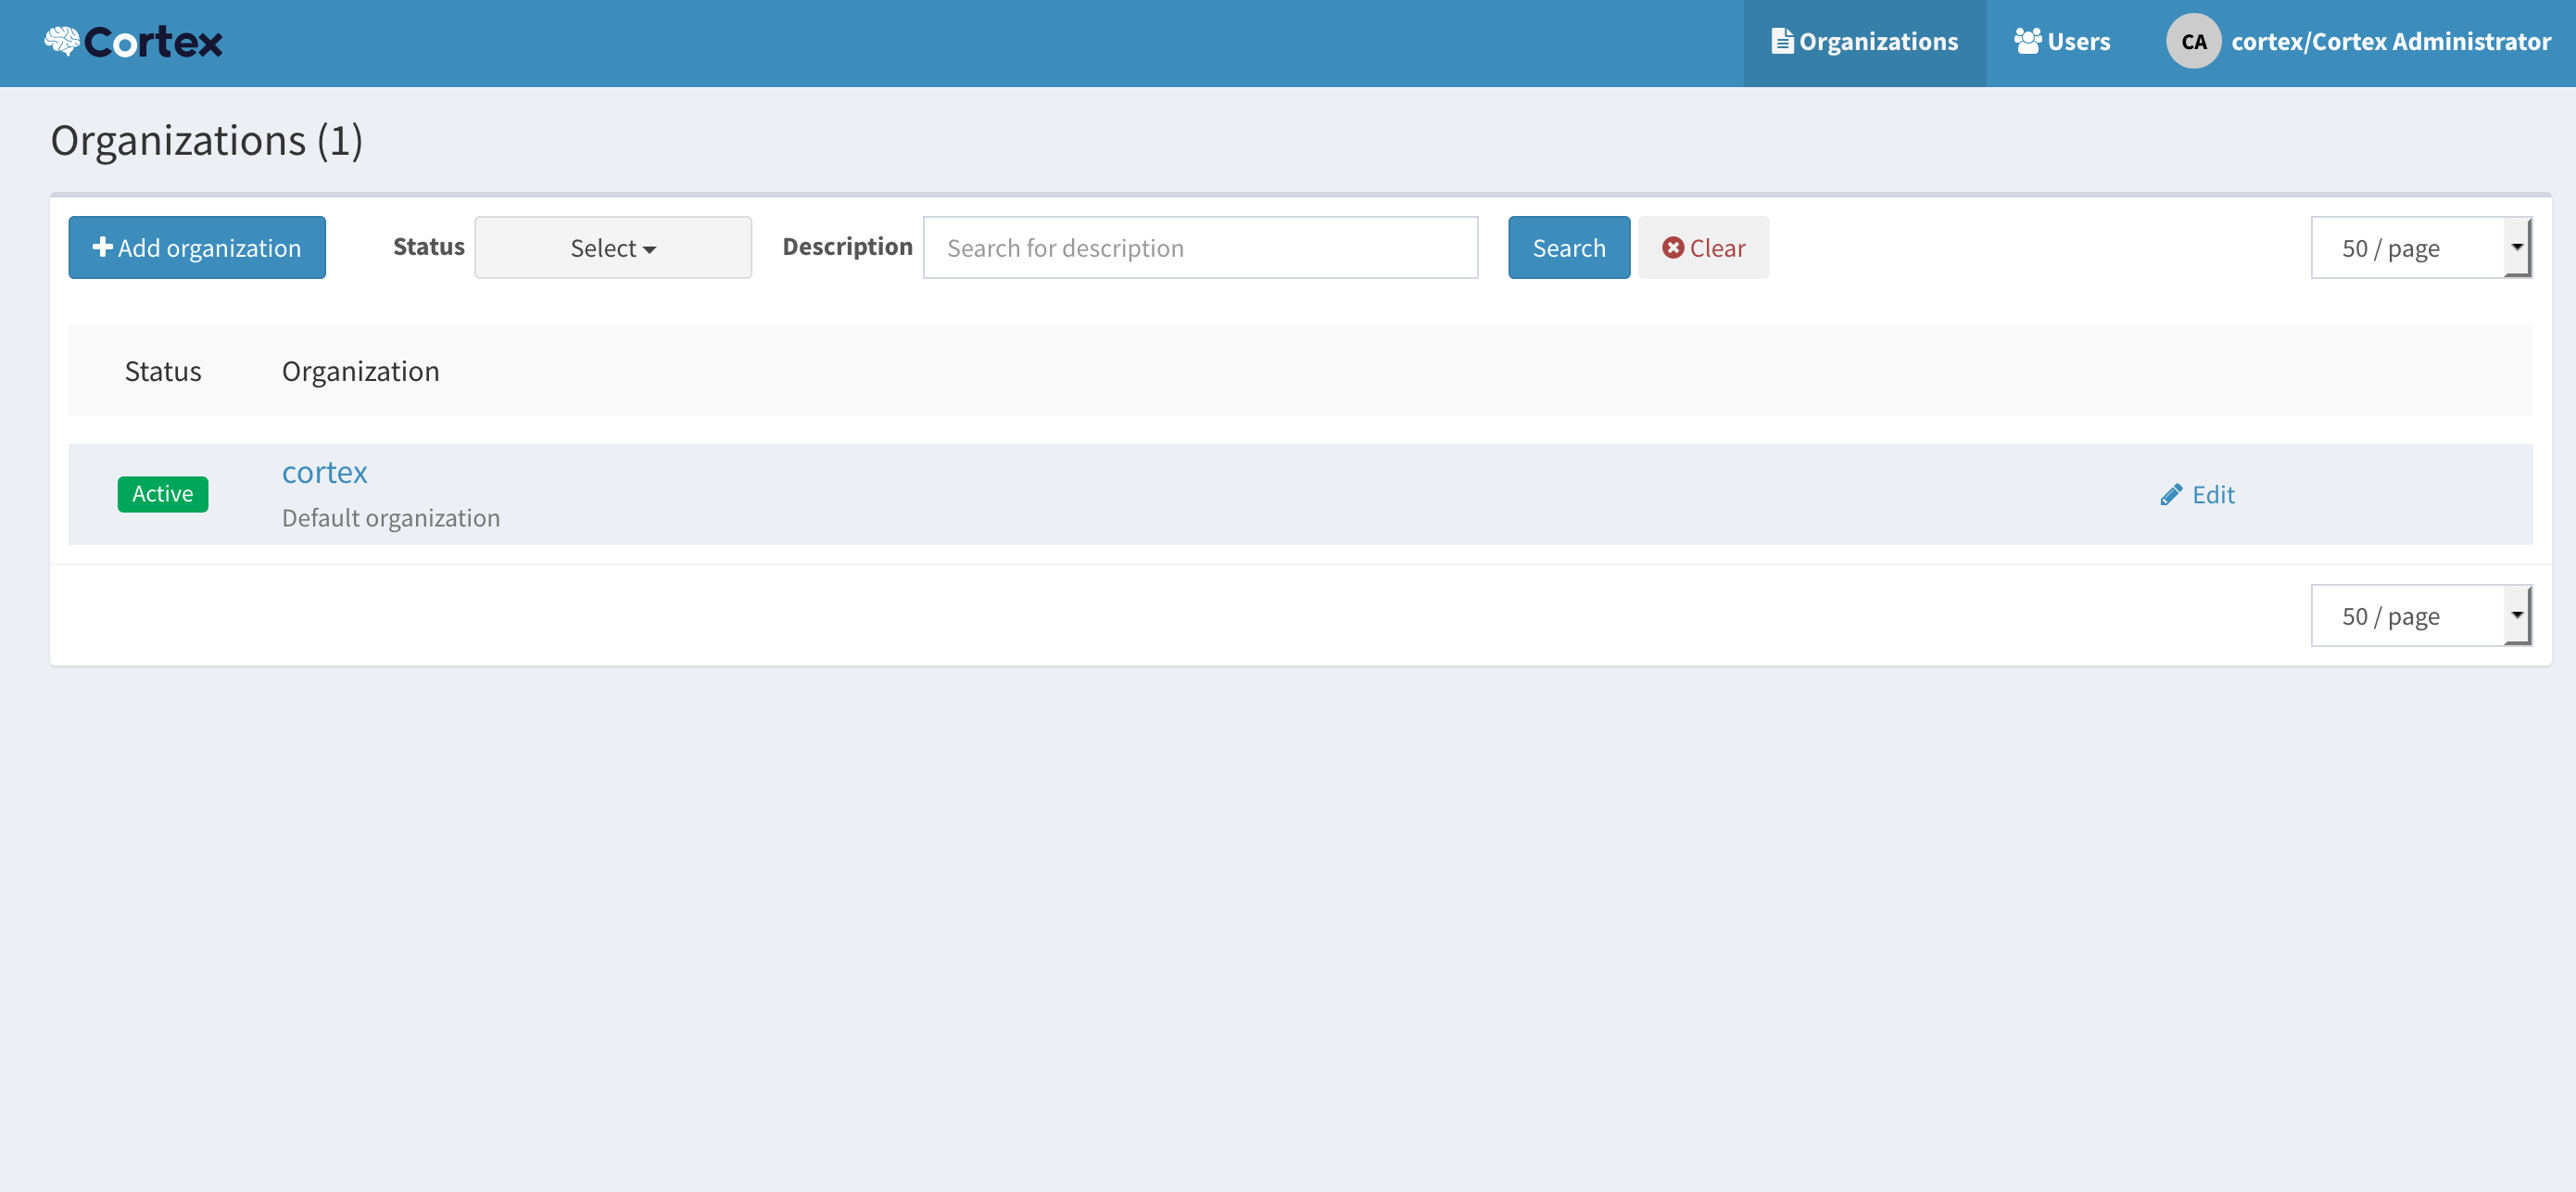 Cortex
Organizations
Users
CA
cortex/Cortex Administrator
Organizations (1)
Add organization
Status
Select
Description
Search for description
Search
Clear
50 / page
Status
Organization
Active
cortex
Default organization
Edit
50 / page